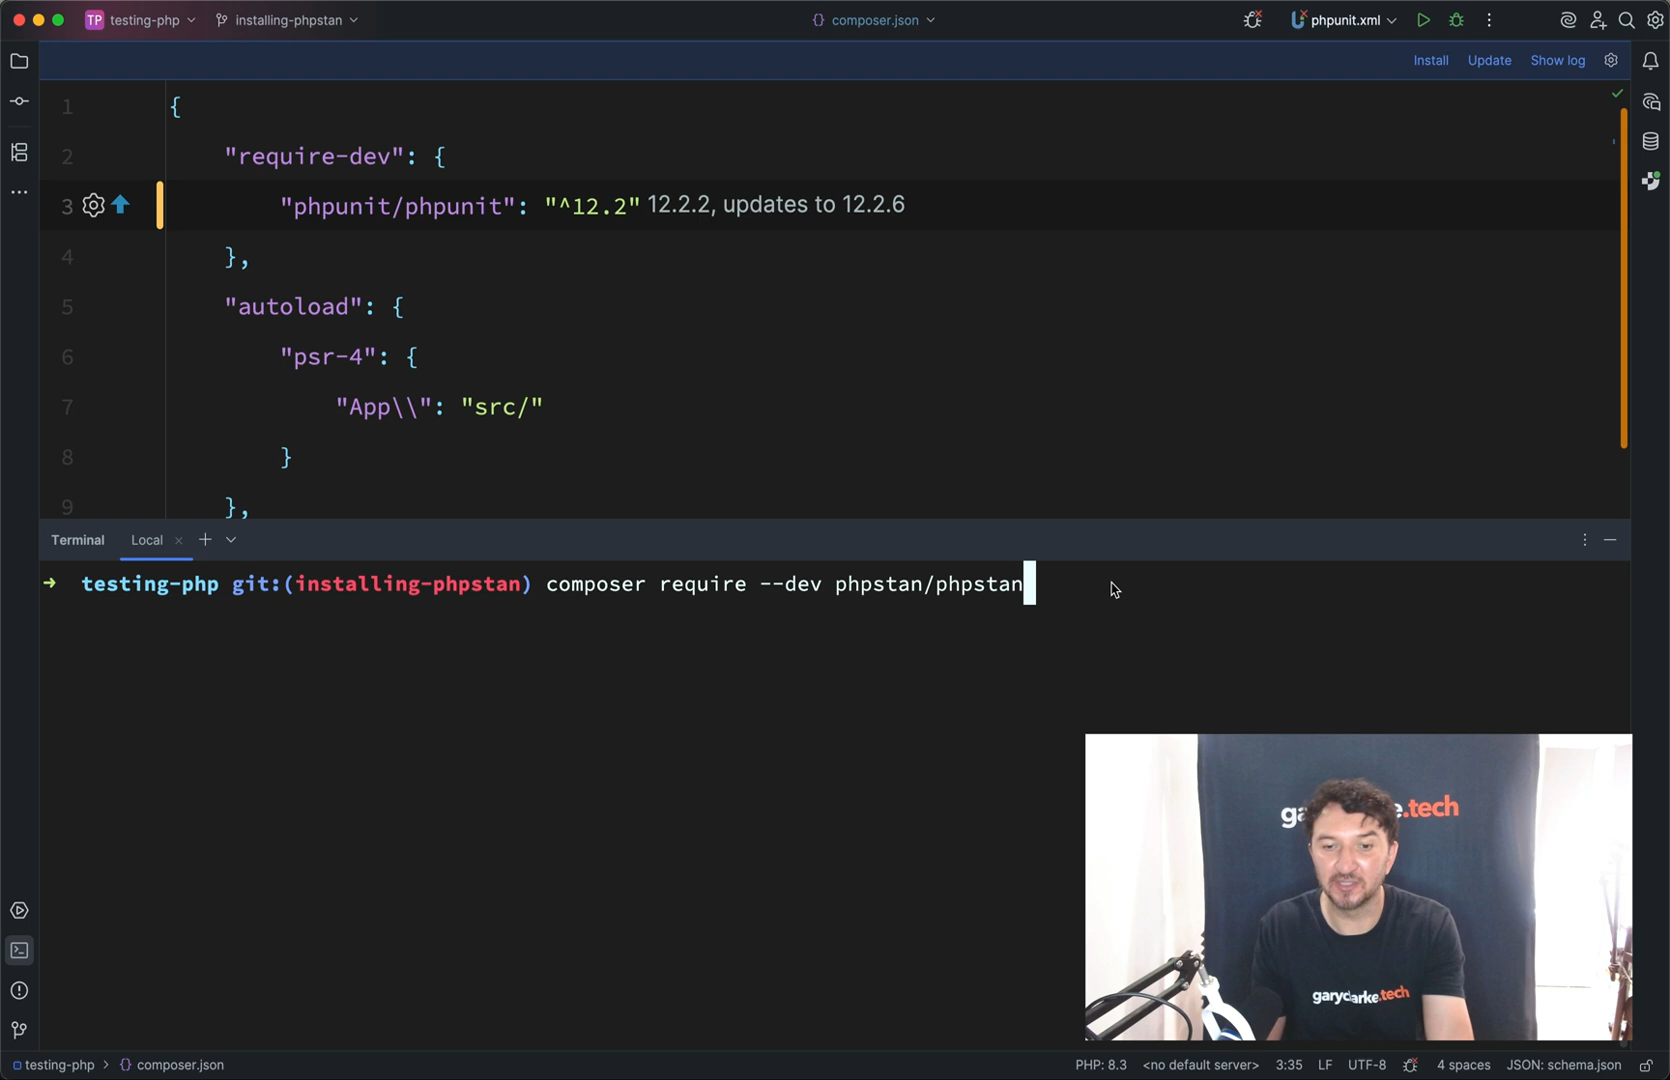 TP testing-php installing-phpstan {} composer.json phpunit.xml
Install Update Show log
1 {
2 "require-dev": {
3 "phpunit/phpunit": "^12.2" 12.2.2, updates to 12.2.6
4 },
5 "autoload": {
6 "psr-4": {
7 "App\\": "src/"
8 }
9 },
Terminal Local
→ testing-php git:(installing-phpstan) composer require --dev phpstan/phpstan
ga e.tech
garyclarke.tech
testing-php > {} composer.json PHP: 8.3 <no default server> 3:35 LF UTF-8 4 spaces JSON: schema.json